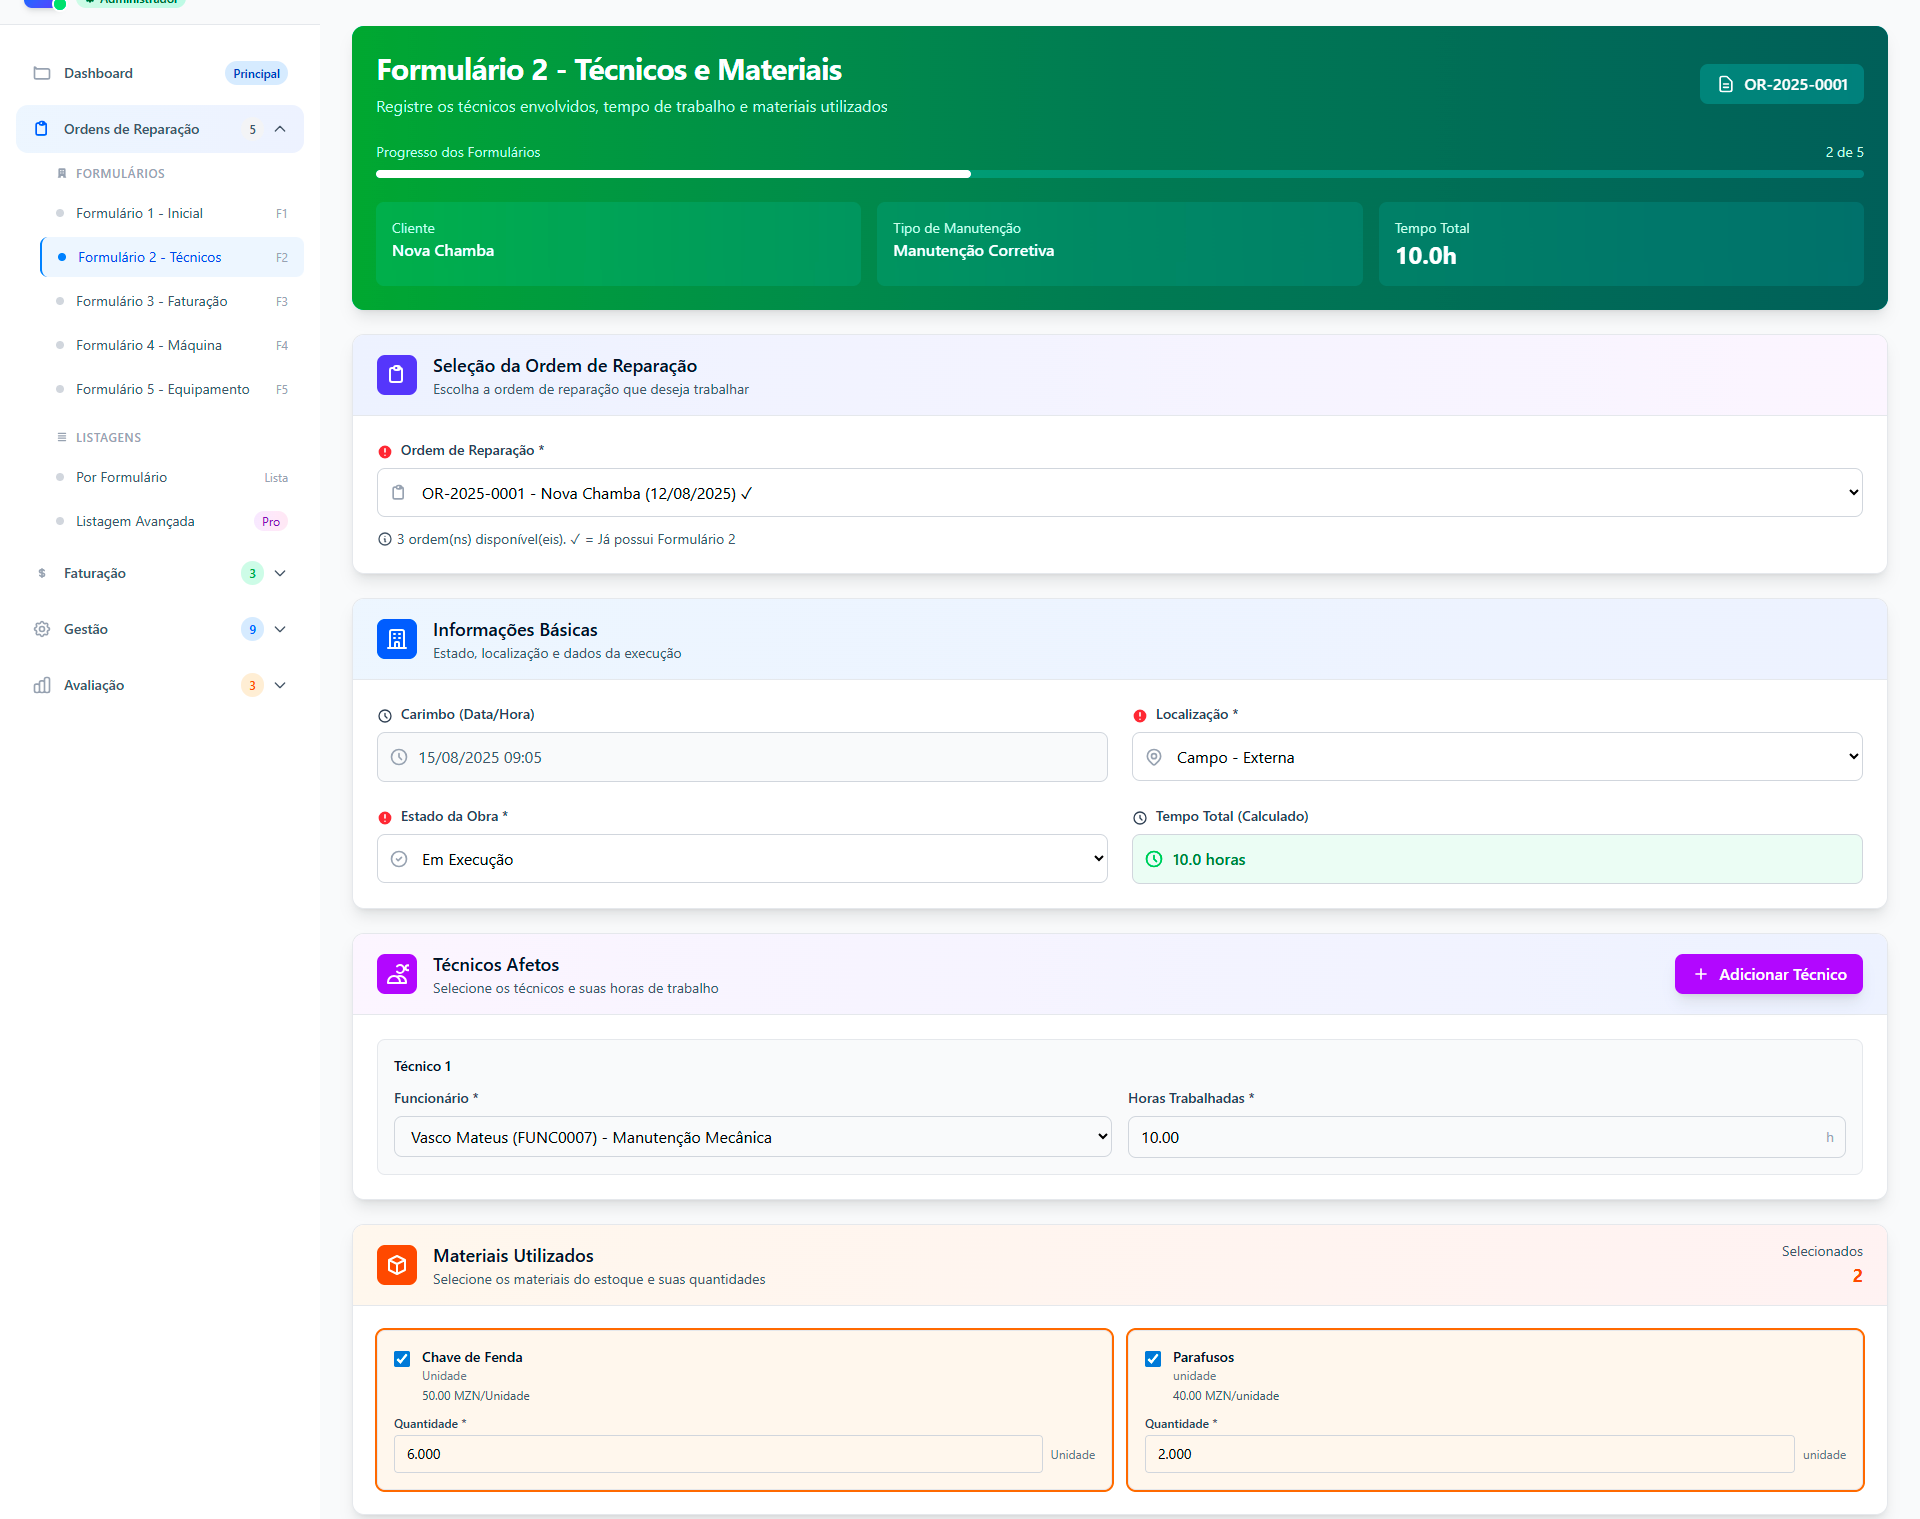 Administrador
Dashboard
Principal
Ordens de Reparação
5
FORMULÁRIOS
Formulário 1 - Inicial
F1
Formulário 2 - Técnicos
F2
Formulário 3 - Faturação
F3
Formulário 4 - Máquina
F4
Formulário 5 - Equipamento
F5
LISTAGENS
Por Formulário
Lista
Listagem Avançada
Pro
Faturação
3
Gestão
9
Avaliação
3
Formulário 2 - Técnicos e Materiais
Registre os técnicos envolvidos, tempo de trabalho e materiais utilizados
OR-2025-0001
Progresso dos Formulários
2 de 5
Cliente
Nova Chamba
Tipo de Manutenção
Manutenção Corretiva
Tempo Total
10.0h
Seleção da Ordem de Reparação
Escolha a ordem de reparação que deseja trabalhar
Ordem de Reparação *
OR-2025-0001 - Nova Chamba (12/08/2025) ✓
3 ordem(ns) disponível(eis). ✓ = Já possui Formulário 2
Informações Básicas
Estado, localização e dados da execução
Carimbo (Data/Hora)
15/08/2025 09:05
Localização *
Campo - Externa
Estado da Obra *
Em Execução
Tempo Total (Calculado)
10.0 horas
Técnicos Afetos
Selecione os técnicos e suas horas de trabalho
+ Adicionar Técnico
Técnico 1
Funcionário *
Vasco Mateus (FUNC0007) - Manutenção Mecânica
Horas Trabalhadas *
10.00
h
Materiais Utilizados
Selecione os materiais do estoque e suas quantidades
Selecionados
2
Chave de Fenda
Unidade
50.00 MZN/Unidade
Quantidade *
6.000
Unidade
Parafusos
unidade
40.00 MZN/unidade
Quantidade *
2.000
unidade